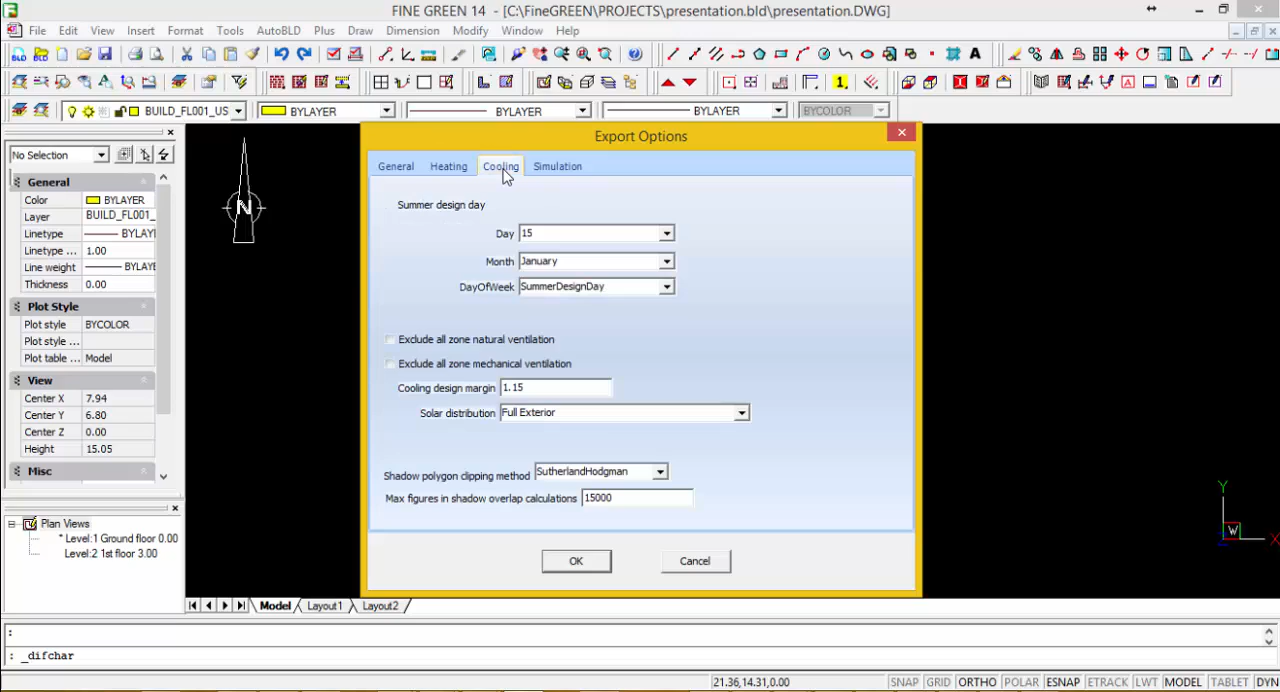 FINE GREEN 14 - [C:\FineGREEN\PROJECTS\presentation.bld\presentation.DWG]
File Edit View Insert Format Tools AutoBLD Plus Draw Dimension Modify Windows Help
BLD BLD BLD
BUILD_FL001_US BYLAYER BYLAYER BYLAYER BYCOLOR
No Selection
General
Color BYLAYER
Layer BUILD_FL001_
Linetype BYLAYE
Linetype ... 1.00
Line weight BYLAYE
Thickness 0.00
Plot Style
Plot style BYCOLOR
Plot style ...
Plot table ... Model
View
Center X 7.94
Center Y 6.80
Center Z 0.00
Height 15.05
Misc
Plan Views
* Level:1 Ground floor 0.00
Level:2 1st floor 3.00
N
Export Options
General Heating Cooling Simulation
Summer design day
Day 15
Month January
DayOfWeek SummerDesignDay
Exclude all zone natural ventilation
Exclude all zone mechanical ventilation
Cooling design margin 1.15
Solar distribution Full Exterior
Shadow polygon clipping method SutherlandHodgman
Max figures in shadow overlap calculations 15000
OK Cancel
Y
W X
Model Layout1 Layout2
:
: _difchar
21.36,14.31,0.00 SNAP GRID ORTHO POLAR ESNAP ETRACK LWT MODEL TABLET DYN